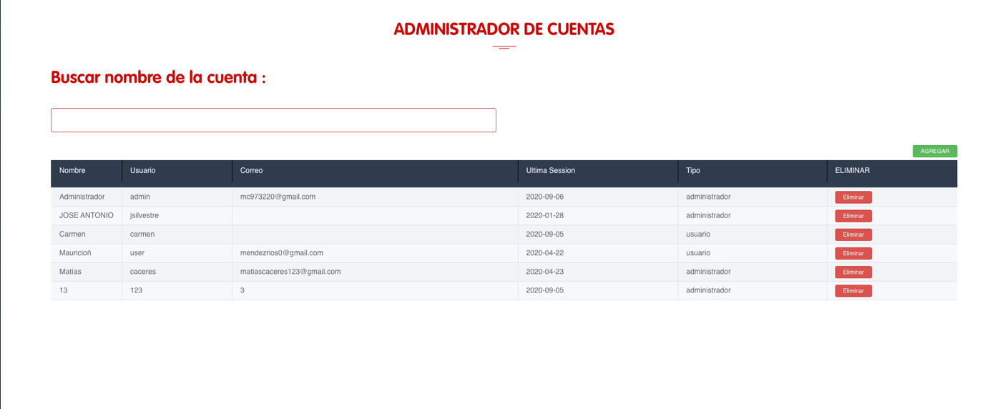 ADMINISTRADOR DE CUENTAS
Buscar nombre de la cuenta :
AGREGAR
Nombre Usuario Correo Ultima Session Tipo ELIMINAR
Administrador admin mc973220@gmail.com 2020-09-06 administrador Eliminar
JOSE ANTONIO jsilvestre 2020-01-28 administrador Eliminar
Carmen carmen 2020-09-05 usuario Eliminar
Mauricioñ user mendezrios0@gmail.com 2020-04-22 usuario Eliminar
Matías caceres matiascaceres123@gmail.com 2020-04-23 administrador Eliminar
13 123 3 2020-09-05 administrador Eliminar